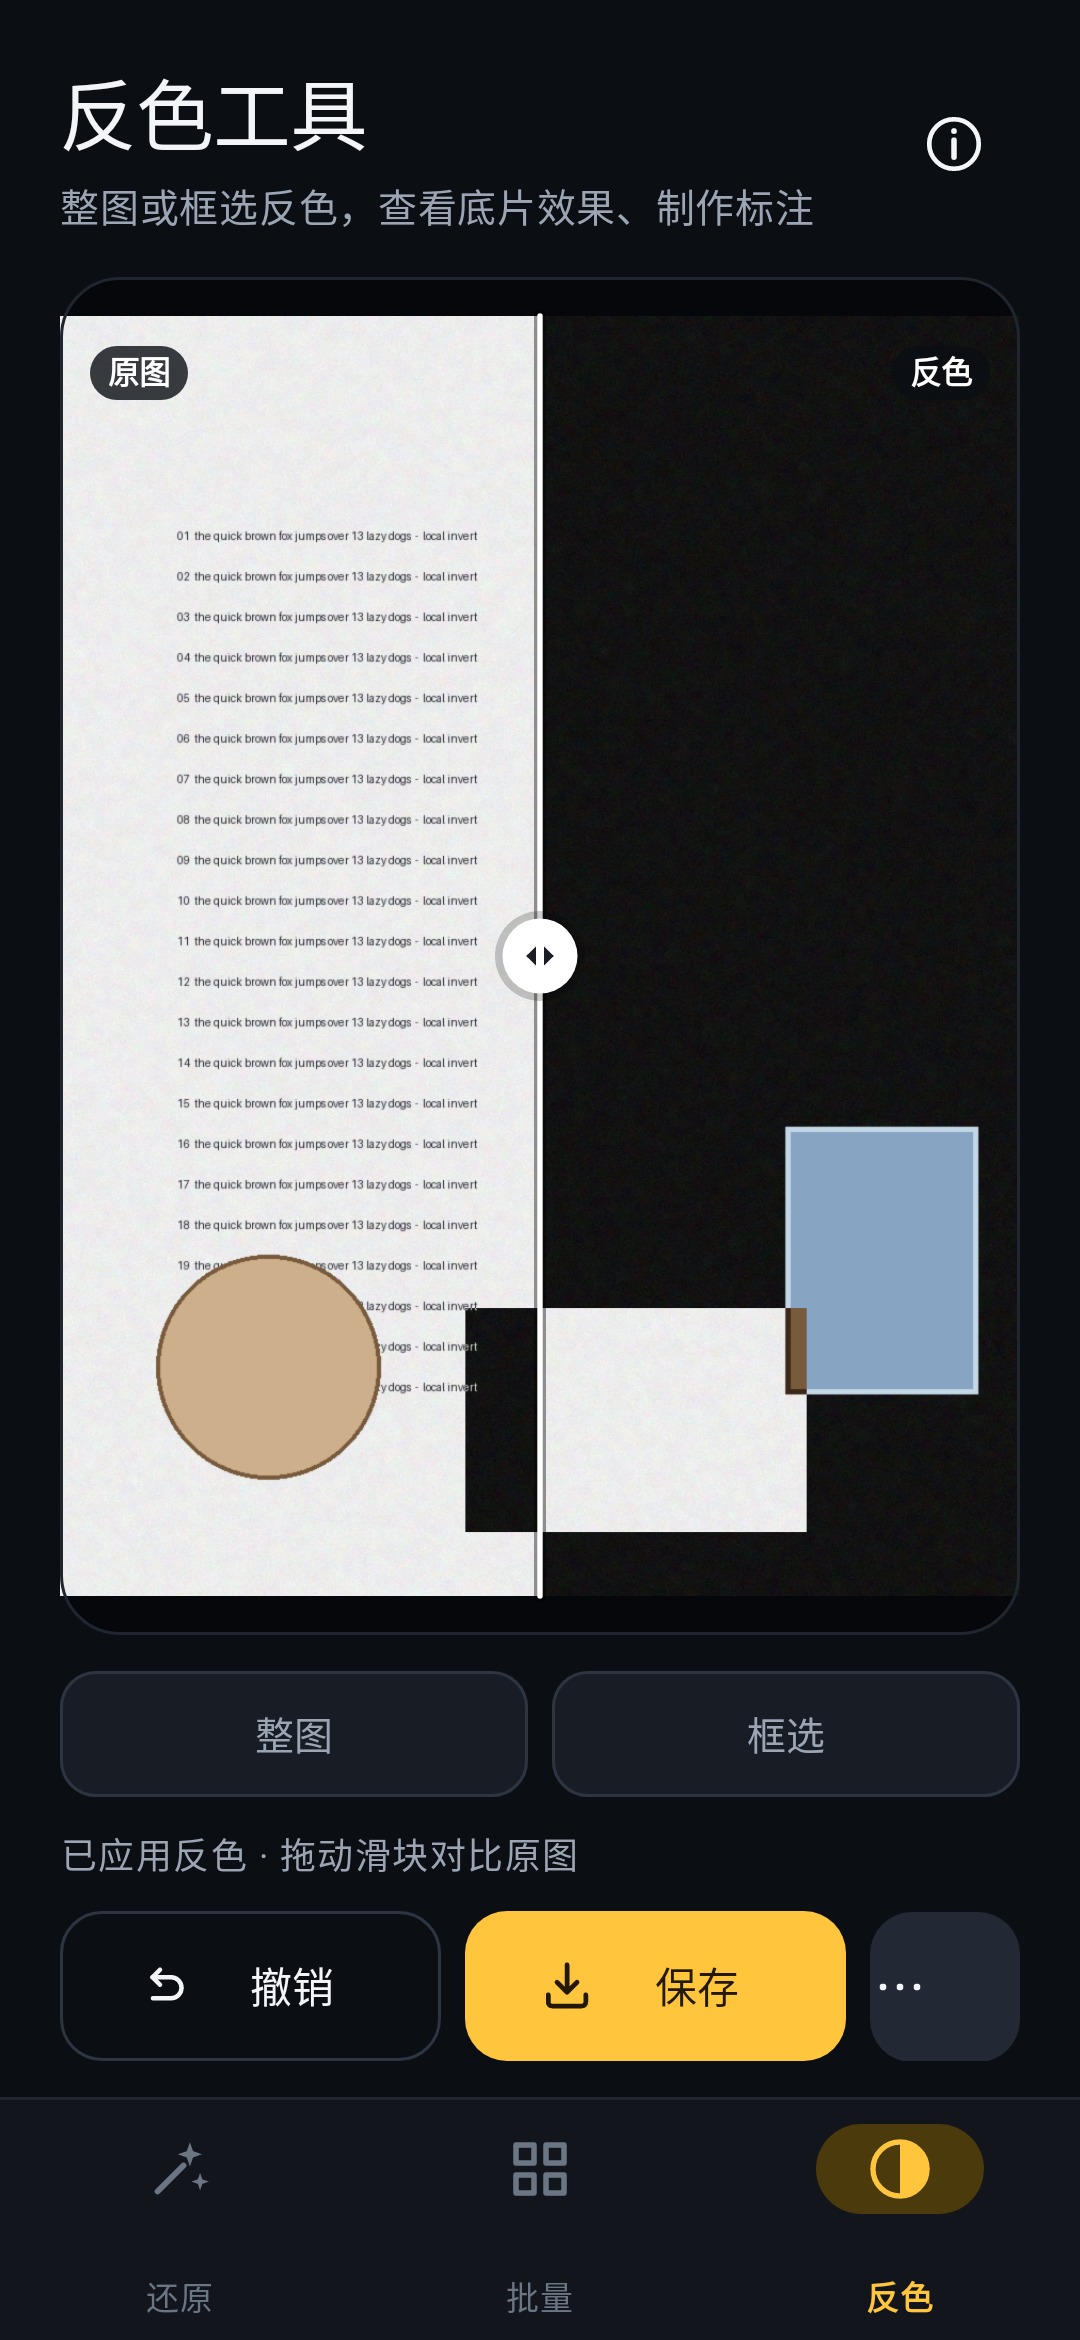 反色工具
整图或框选反色，查看底片效果、制作标注
原图
反色
01 the quick brown fox jumps over 13 lazy dogs - local invert
02 the quick brown fox jumps over 13 lazy dogs - local invert
03 the quick brown fox jumps over 13 lazy dogs - local invert
04 the quick brown fox jumps over 13 lazy dogs - local invert
05 the quick brown fox jumps over 13 lazy dogs - local invert
06 the quick brown fox jumps over 13 lazy dogs - local invert
07 the quick brown fox jumps over 13 lazy dogs - local invert
08 the quick brown fox jumps over 13 lazy dogs - local invert
09 the quick brown fox jumps over 13 lazy dogs - local invert
10 the quick brown fox jumps over 13 lazy dogs - local invert
11 the quick brown fox jumps over 13 lazy dogs - local invert
12 the quick brown fox jumps over 13 lazy dogs - local invert
13 the quick brown fox jumps over 13 lazy dogs - local invert
14 the quick brown fox jumps over 13 lazy dogs - local invert
15 the quick brown fox jumps over 13 lazy dogs - local invert
16 the quick brown fox jumps over 13 lazy dogs - local invert
17 the quick brown fox jumps over 13 lazy dogs - local invert
18 the quick brown fox jumps over 13 lazy dogs - local invert
19 the over 13 lazy dogs - local invert
lazy dogs - local invert
dogs - local invert
dogs - local invert
整图
框选
已应用反色 · 拖动滑块对比原图
撤销
保存
还原
批量
反色